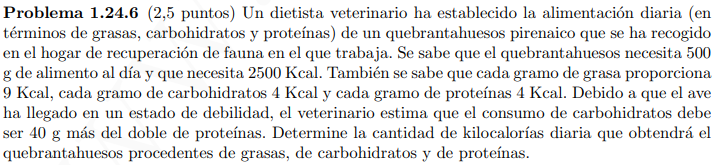 Problema 1.24.6 (2,5 puntos) Un dietista veterinario ha establecido la alimentación diaria (en
términos de grasas, carbohidratos y proteínas) de un quebrantahuesos pirenaico que se ha recogido
en el hogar de recuperación de fauna en el que trabaja. Se sabe que el quebrantahuesos necesita 500
g de alimento al día y que necesita 2500 Kcal. También se sabe que cada gramo de grasa proporciona
9 Kcal, cada gramo de carbohidratos 4 Kcal y cada gramo de proteínas 4 Kcal. Debido a que el ave
ha llegado en un estado de debilidad, el veterinario estima que el consumo de carbohidratos debe
ser 40 g más del doble de proteínas. Determine la cantidad de kilocalorías diaria que obtendrá el
quebrantahuesos procedentes de grasas, de carbohidratos y de proteínas.